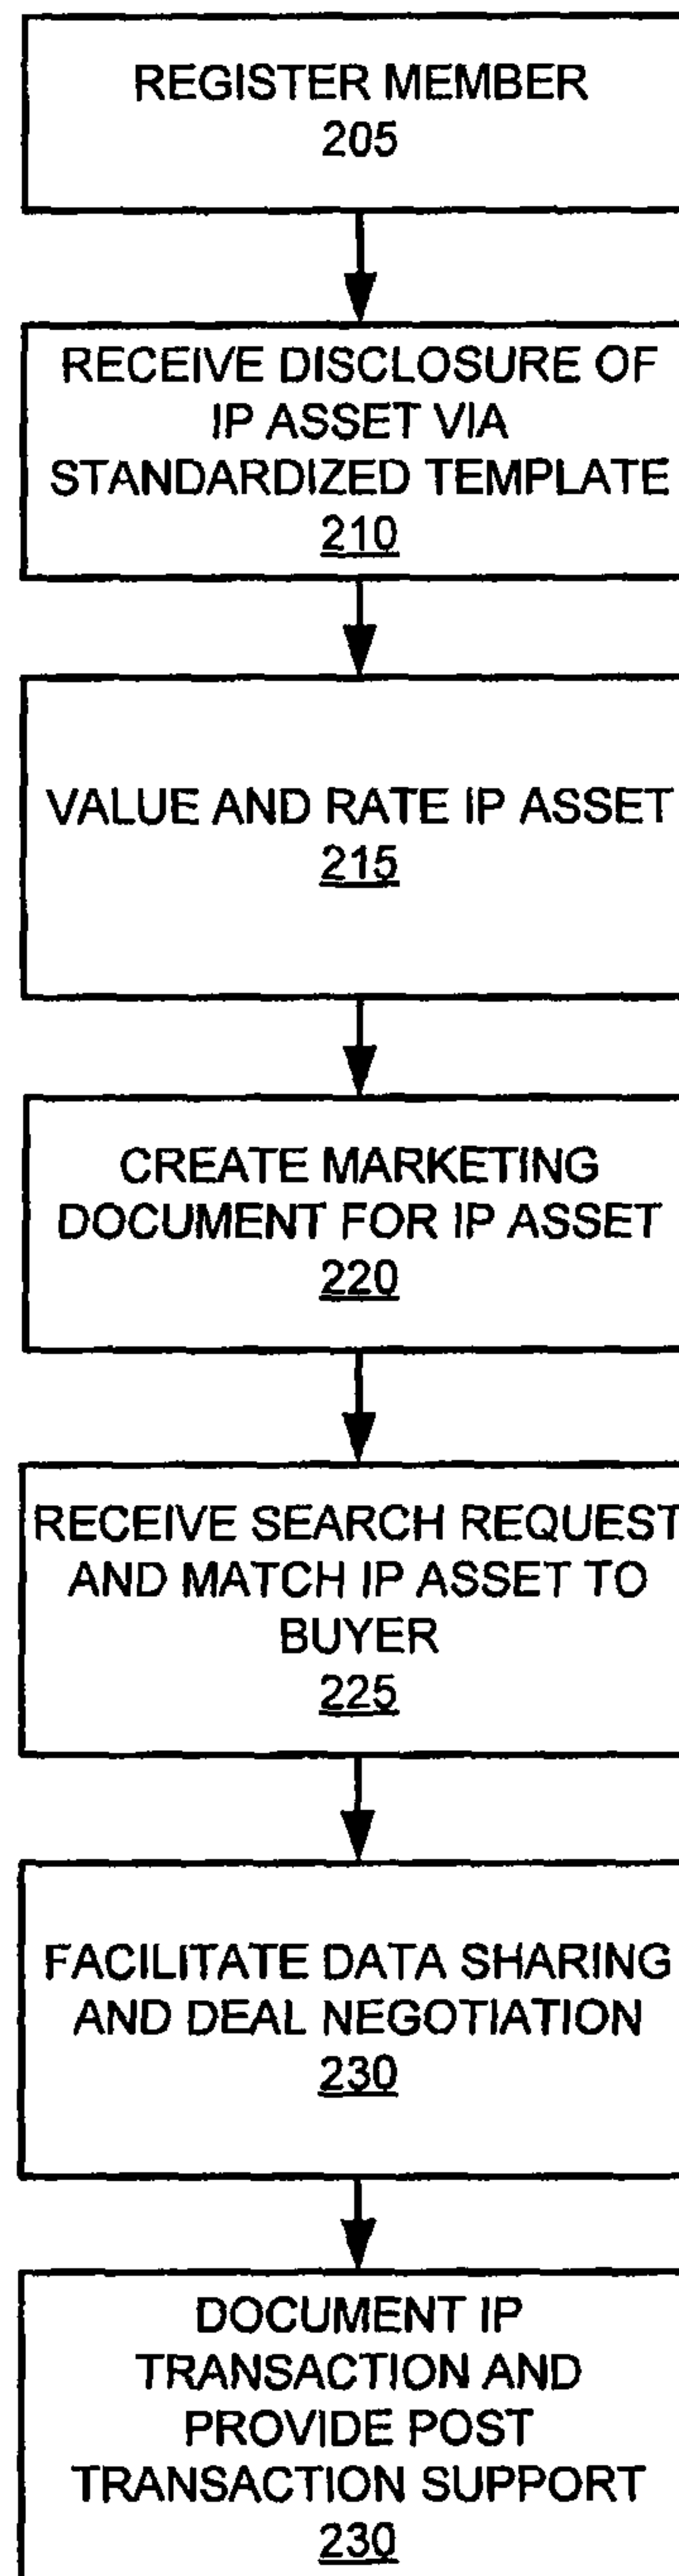 REGISTER MEMBER
205
RECEIVE DISCLOSURE OF
IP ASSET VIA
STANDARDIZED TEMPLATE
210
VALUE AND RATE IP ASSET
215
CREATE MARKETING
DOCUMENT FOR IP ASSET
220
RECEIVE SEARCH REQUEST
AND MATCH IP ASSET TO
BUYER
225
FACILITATE DATA SHARING
AND DEAL NEGOTIATION
230
DOCUMENT IP
TRANSACTION AND
PROVIDE POST
TRANSACTION SUPPORT
230